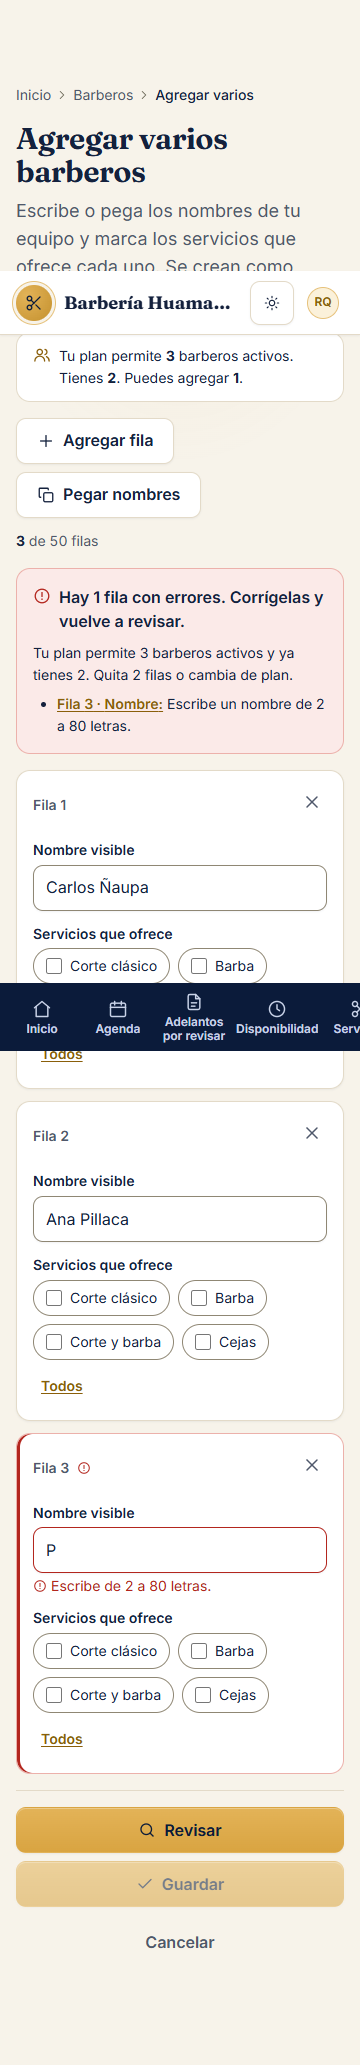 Inicio > Barberos > Agregar varios
Agregar varios
barberos
Escribe o pega los nombres de tu
equipo y marca los servicios que
ofrece cada uno. Se crean como
Barbería Huama...
RQ
Tu plan permite 3 barberos activos.
Tienes 2. Puedes agregar 1.
Agregar fila
Pegar nombres
3 de 50 filas
Hay 1 fila con errores. Corrígelas y
vuelve a revisar.
Tu plan permite 3 barberos activos y ya
tienes 2. Quita 2 filas o cambia de plan.
• Fila 3 · Nombre: Escribe un nombre de 2
a 80 letras.
Fila 1
Nombre visible
Carlos Ñaupa
Servicios que ofrece
Corte clásico
Barba
Inicio
Agenda
Adelantos
por revisar
Disponibilidad
Serv
Todos
Fila 2
Nombre visible
Ana Pillaca
Servicios que ofrece
Corte clásico
Barba
Corte y barba
Cejas
Todos
Fila 3
Nombre visible
P
Escribe de 2 a 80 letras.
Servicios que ofrece
Corte clásico
Barba
Corte y barba
Cejas
Todos
Revisar
Guardar
Cancelar